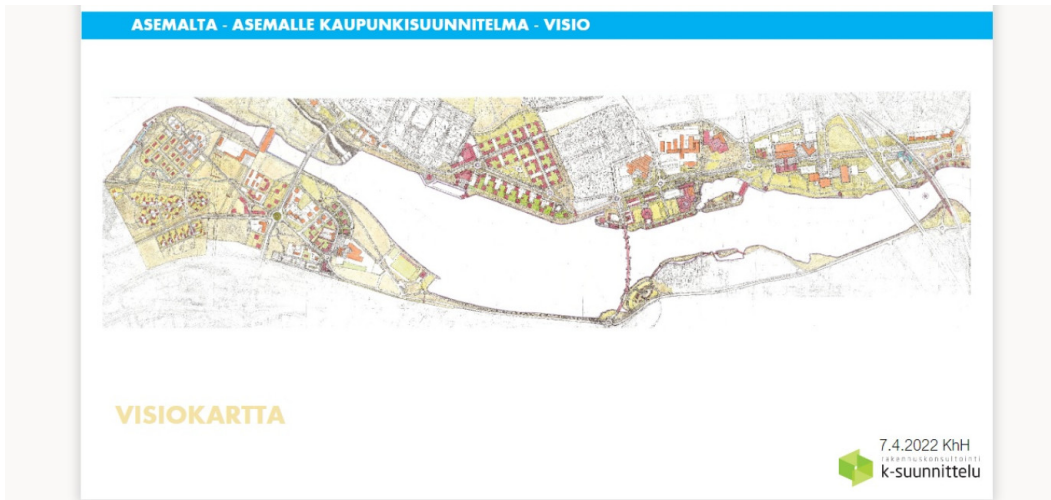 ASEMALTA - ASEMALLE KAUPUNKISUUNNITELMA - VISIO
VISIOKARTTA
7.4.2022 KhH
rakennuskonsultointi
k-suunnittelu